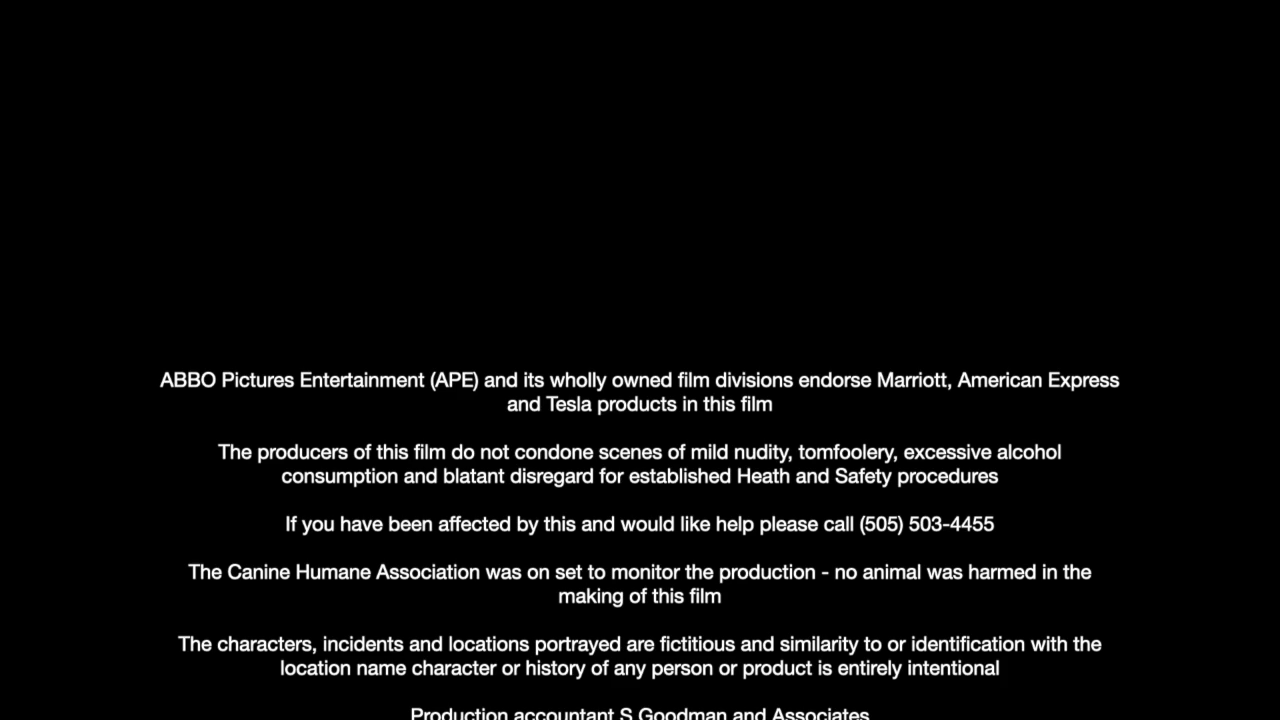 ABBO Pictures Entertainment (APE) and its wholly owned film divisions endorse Marriott, American Express
and Tesla products in this film
The producers of this film do not condone scenes of mild nudity, tomfoolery, excessive alcohol
consumption and blatant disregard for established Heath and Safety procedures
If you have been affected by this and would like help please call (505) 503-4455
The Canine Humane Association was on set to monitor the production - no animal was harmed in the
making of this film
The characters, incidents and locations portrayed are fictitious and similarity to or identification with the
location name character or history of any person or product is entirely intentional
Production accountant S Goodman and Associates